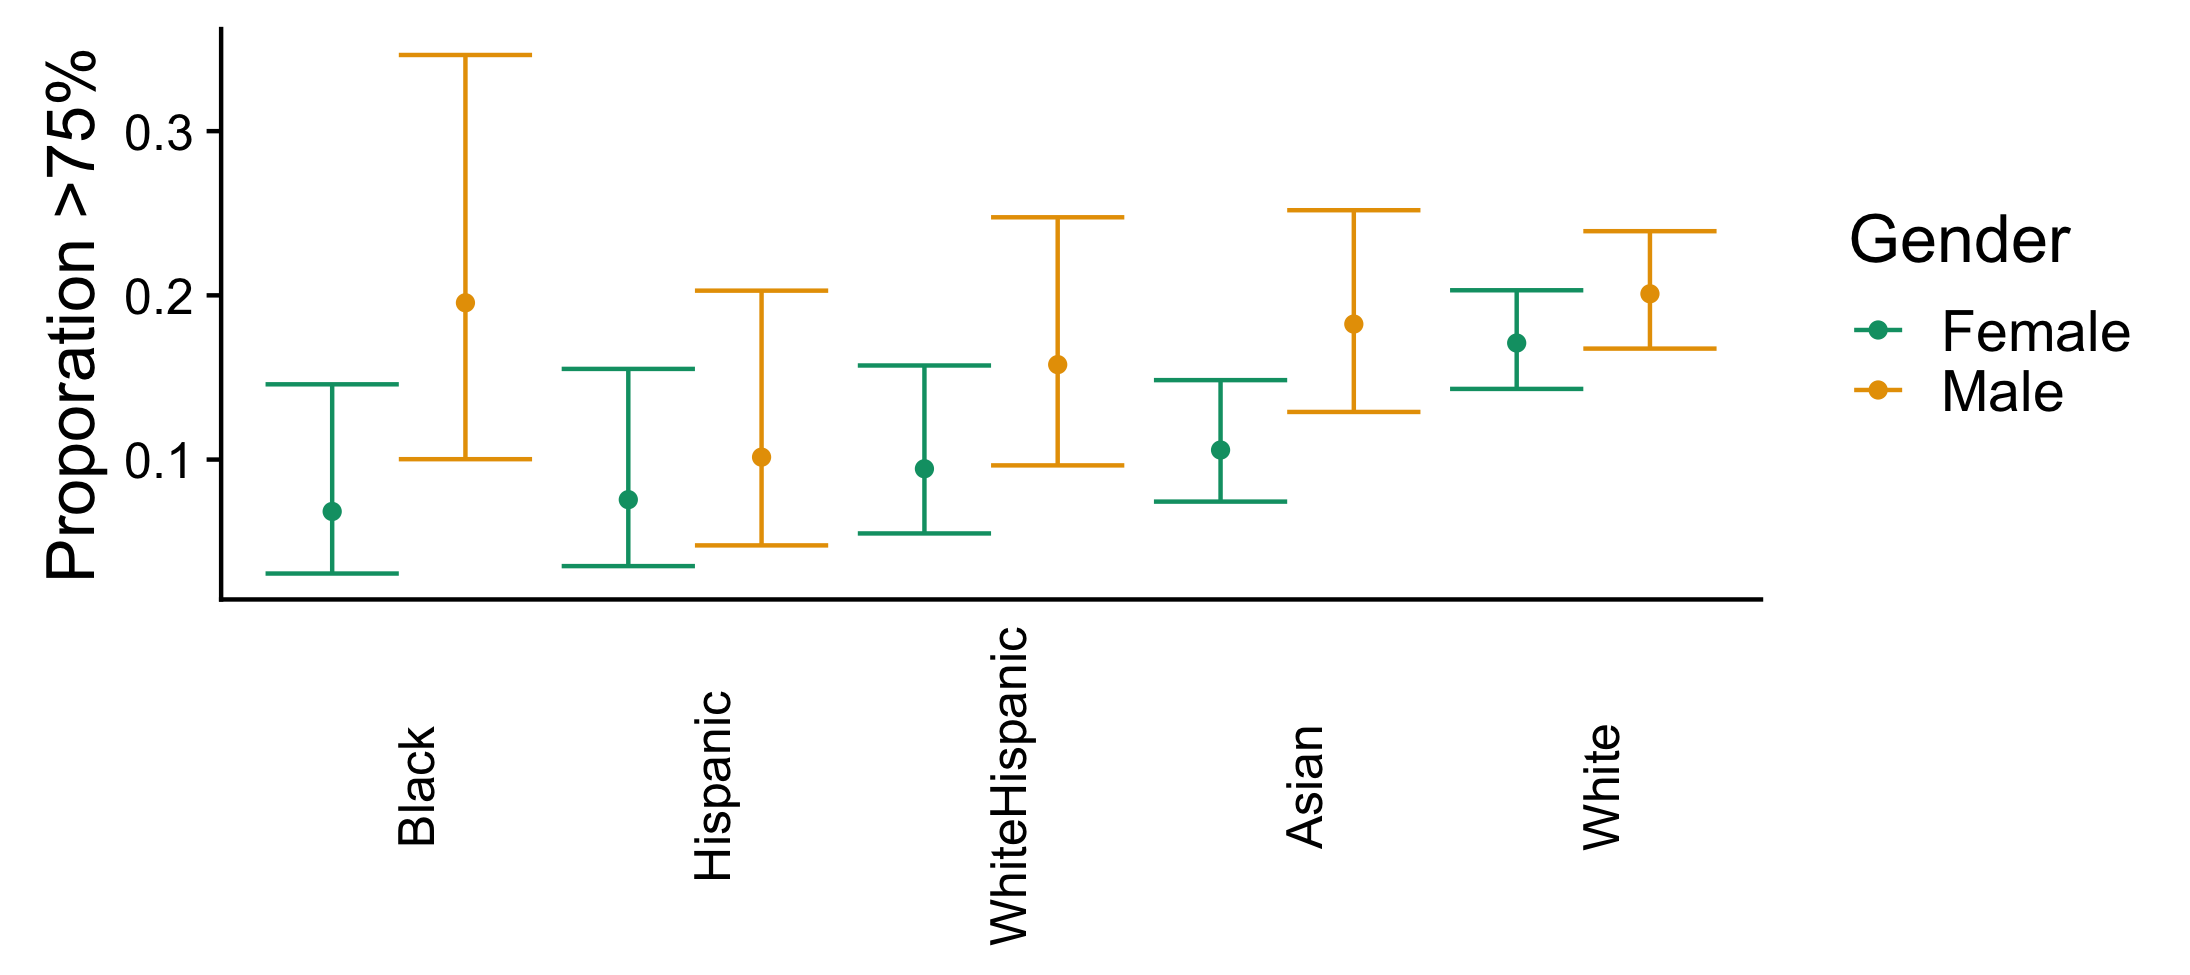 Proporation >75%
0.3
0.2
0.1
Black
Hispanic
WhiteHispanic
Asian
White
Gender
Female
Male